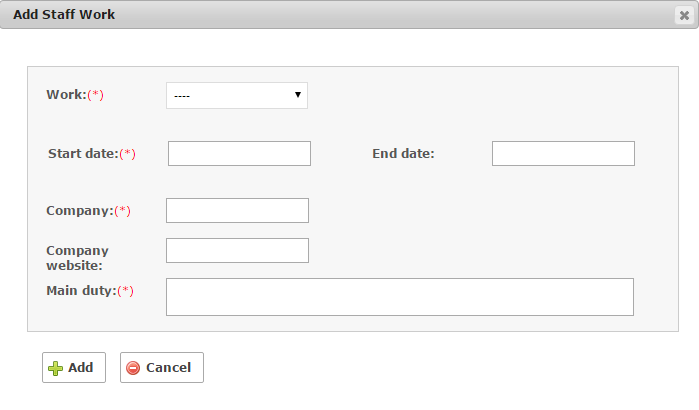 Add Staff Work
Work:(*)
----
Start date:(*) End date:
Company:(*)
Company
website:
Main duty:(*)
Add Cancel